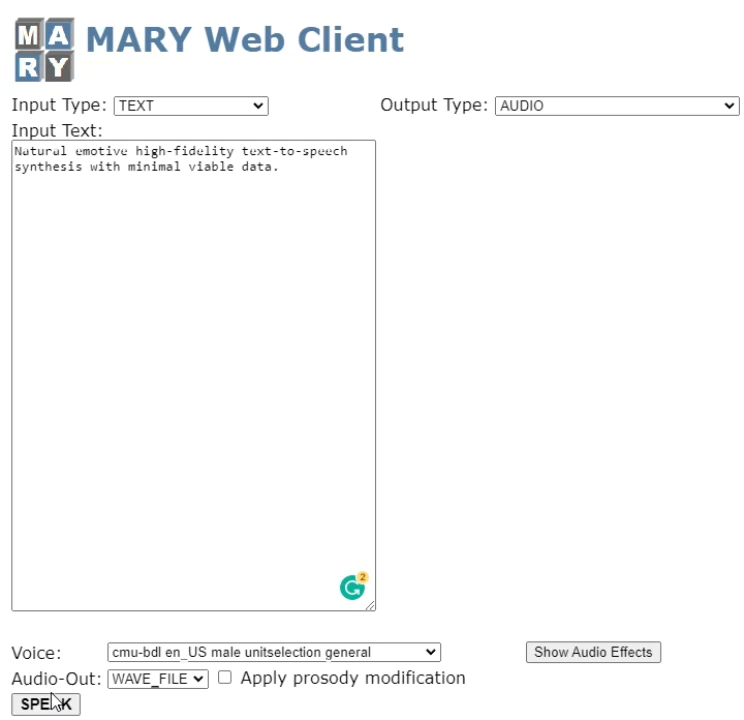 MA
RY
MARY Web Client
Input Type: TEXT
Output Type: AUDIO
Input Text:
Natural emotive high-fidelity text-to-speech
synthesis with minimal viable data.
2
Voice: cmu-bdl en_US male unitselection general
Show Audio Effects
Audio-Out: WAVE_FILE Apply prosody modification
SPEAK